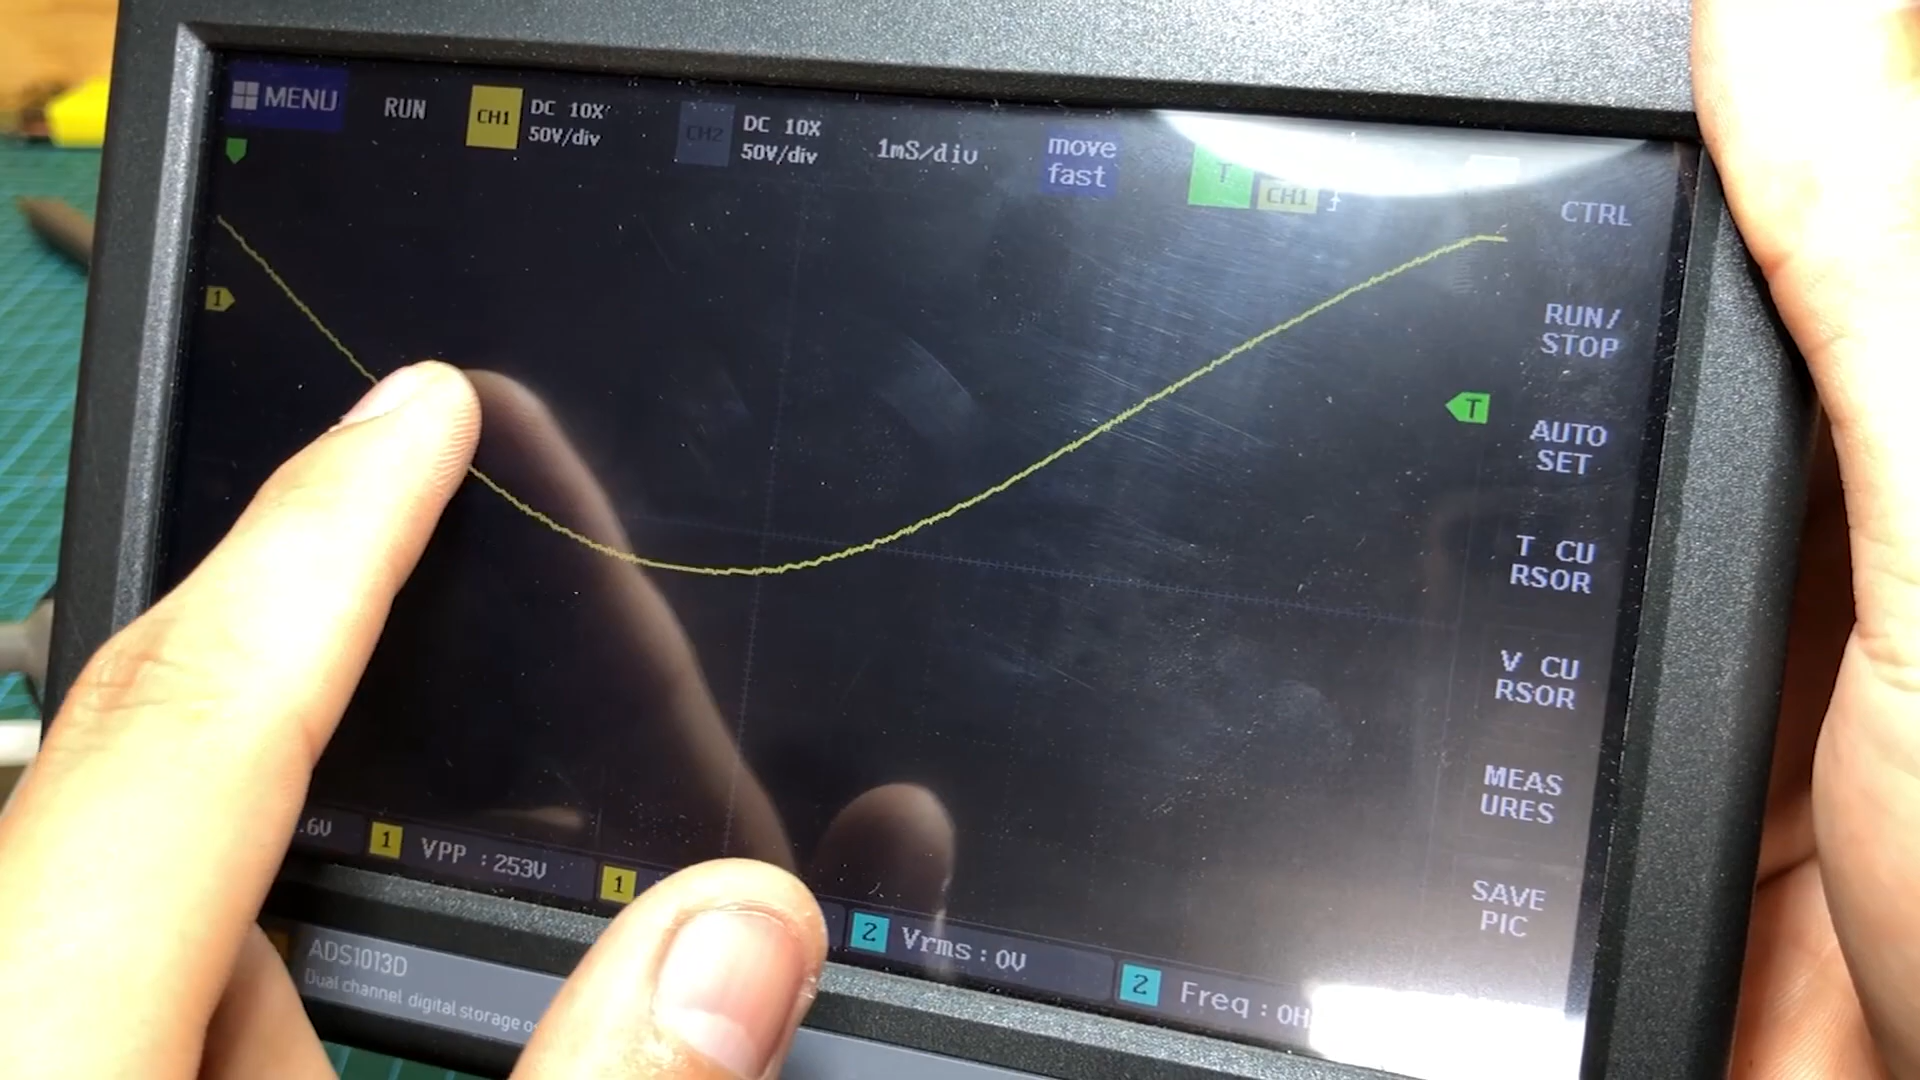 MENU
RUN
CH1
DC 10X
50V/div
CH2
DC 10X
50V/div
1mS/div
move
fast
T
CH1
CTRL
1
RUN/
STOP
T
AUTO
SET
T CU
RSOR
V CU
RSOR
MEAS
URES
SAVE
PIC
.6V
1 VPP :253V
1
2 Vrms:0V
2 Freq:0H
ADS1013D
Dual channel digital storage